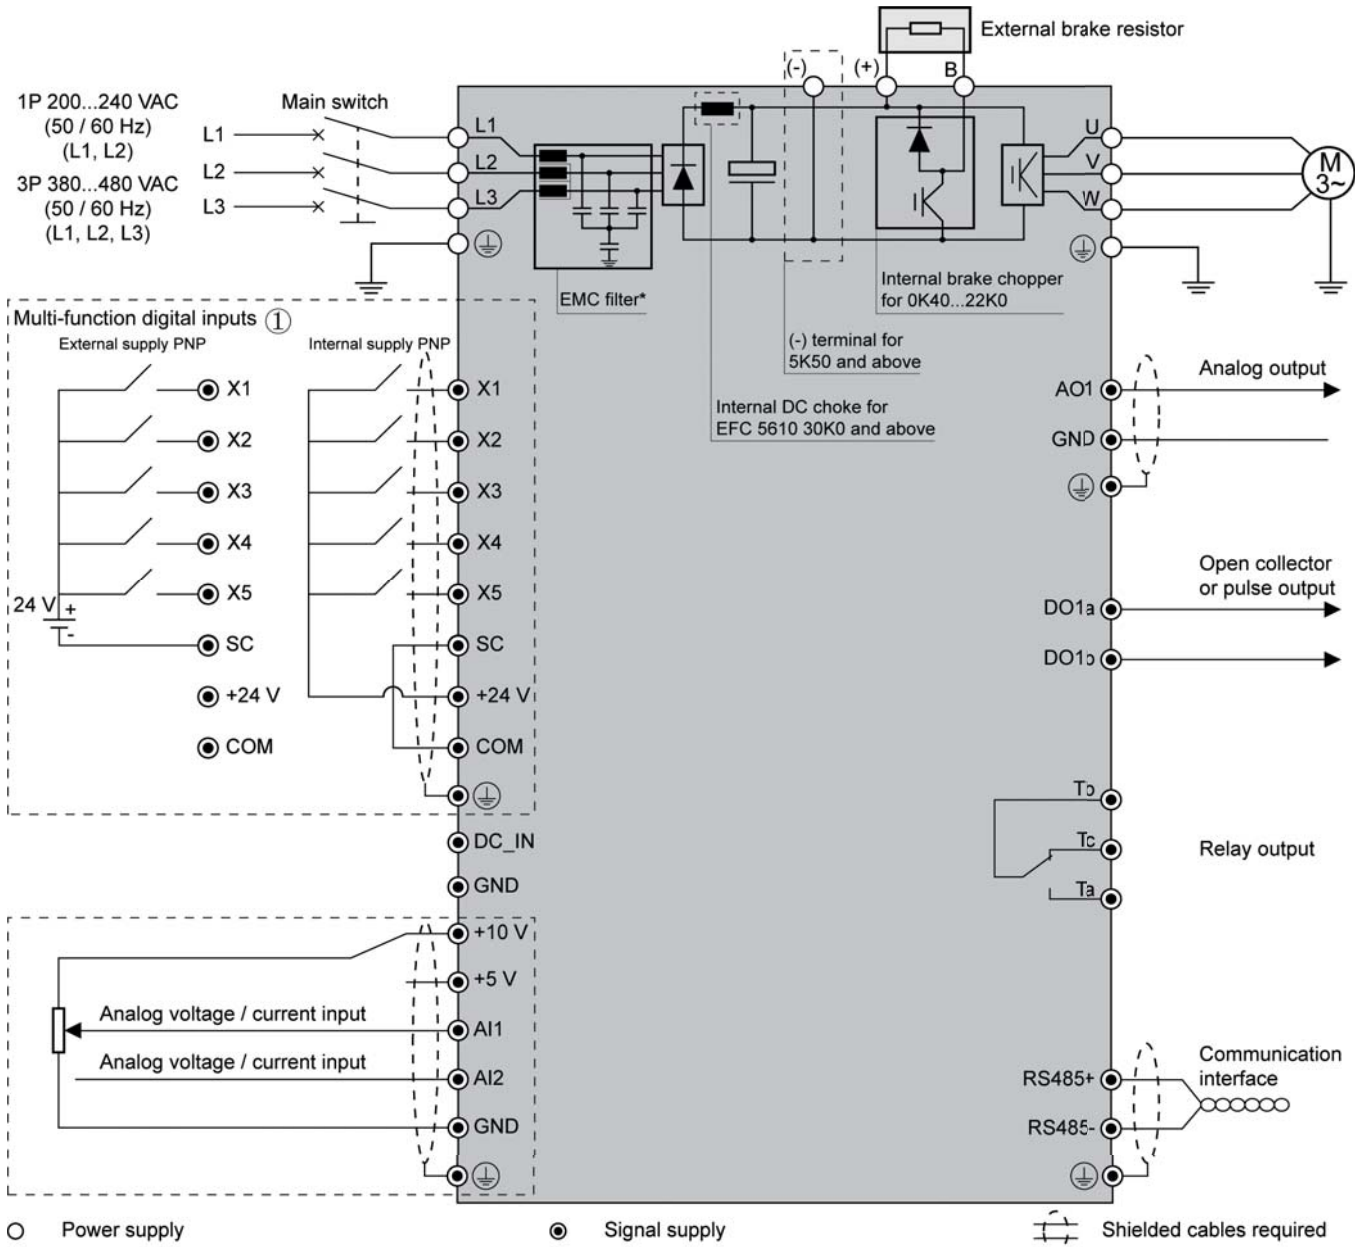 External brake resistor
(-)
(+)
B
1P 200...240 VAC
(50 / 60 Hz)
(L1, L2)
3P 380...480 VAC
(50 / 60 Hz)
(L1, L2, L3)
Main switch
L1
L2
L3
L1
L2
L3
U
V
W
M
3~
EMC filter*
Internal brake chopper
for 0K40...22K0
(-) terminal for
5K50 and above
Internal DC choke for
EFC 5610 30K0 and above
Multi-function digital inputs ①
External supply PNP
Internal supply PNP
X1
X2
X3
X4
X5
24 V
+
-
SC
+24 V
COM
X1
X2
X3
X4
X5
SC
+24 V
COM
DC_IN
GND
+10 V
+5 V
Analog voltage / current input
AI1
Analog voltage / current input
AI2
GND
AO1
Analog output
GND
Open collector
or pulse output
DO1a
DO1b
Tb
Tc
Relay output
Ta
Communication
interface
RS485+
RS485-
Power supply
Signal supply
Shielded cables required